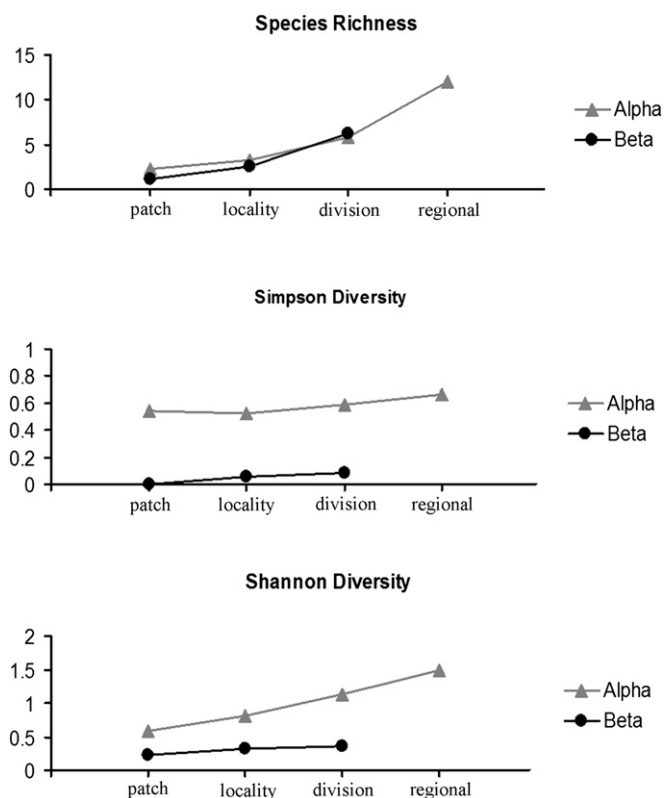 Species Richness
15
10
5
0
patch locality division regional
Alpha
Beta
Simpson Diversity
1
0.8
0.6
0.4
0.2
0
patch locality division regional
Alpha
Beta
Shannon Diversity
2
1.5
1
0.5
0
patch locality division regional
Alpha
Beta